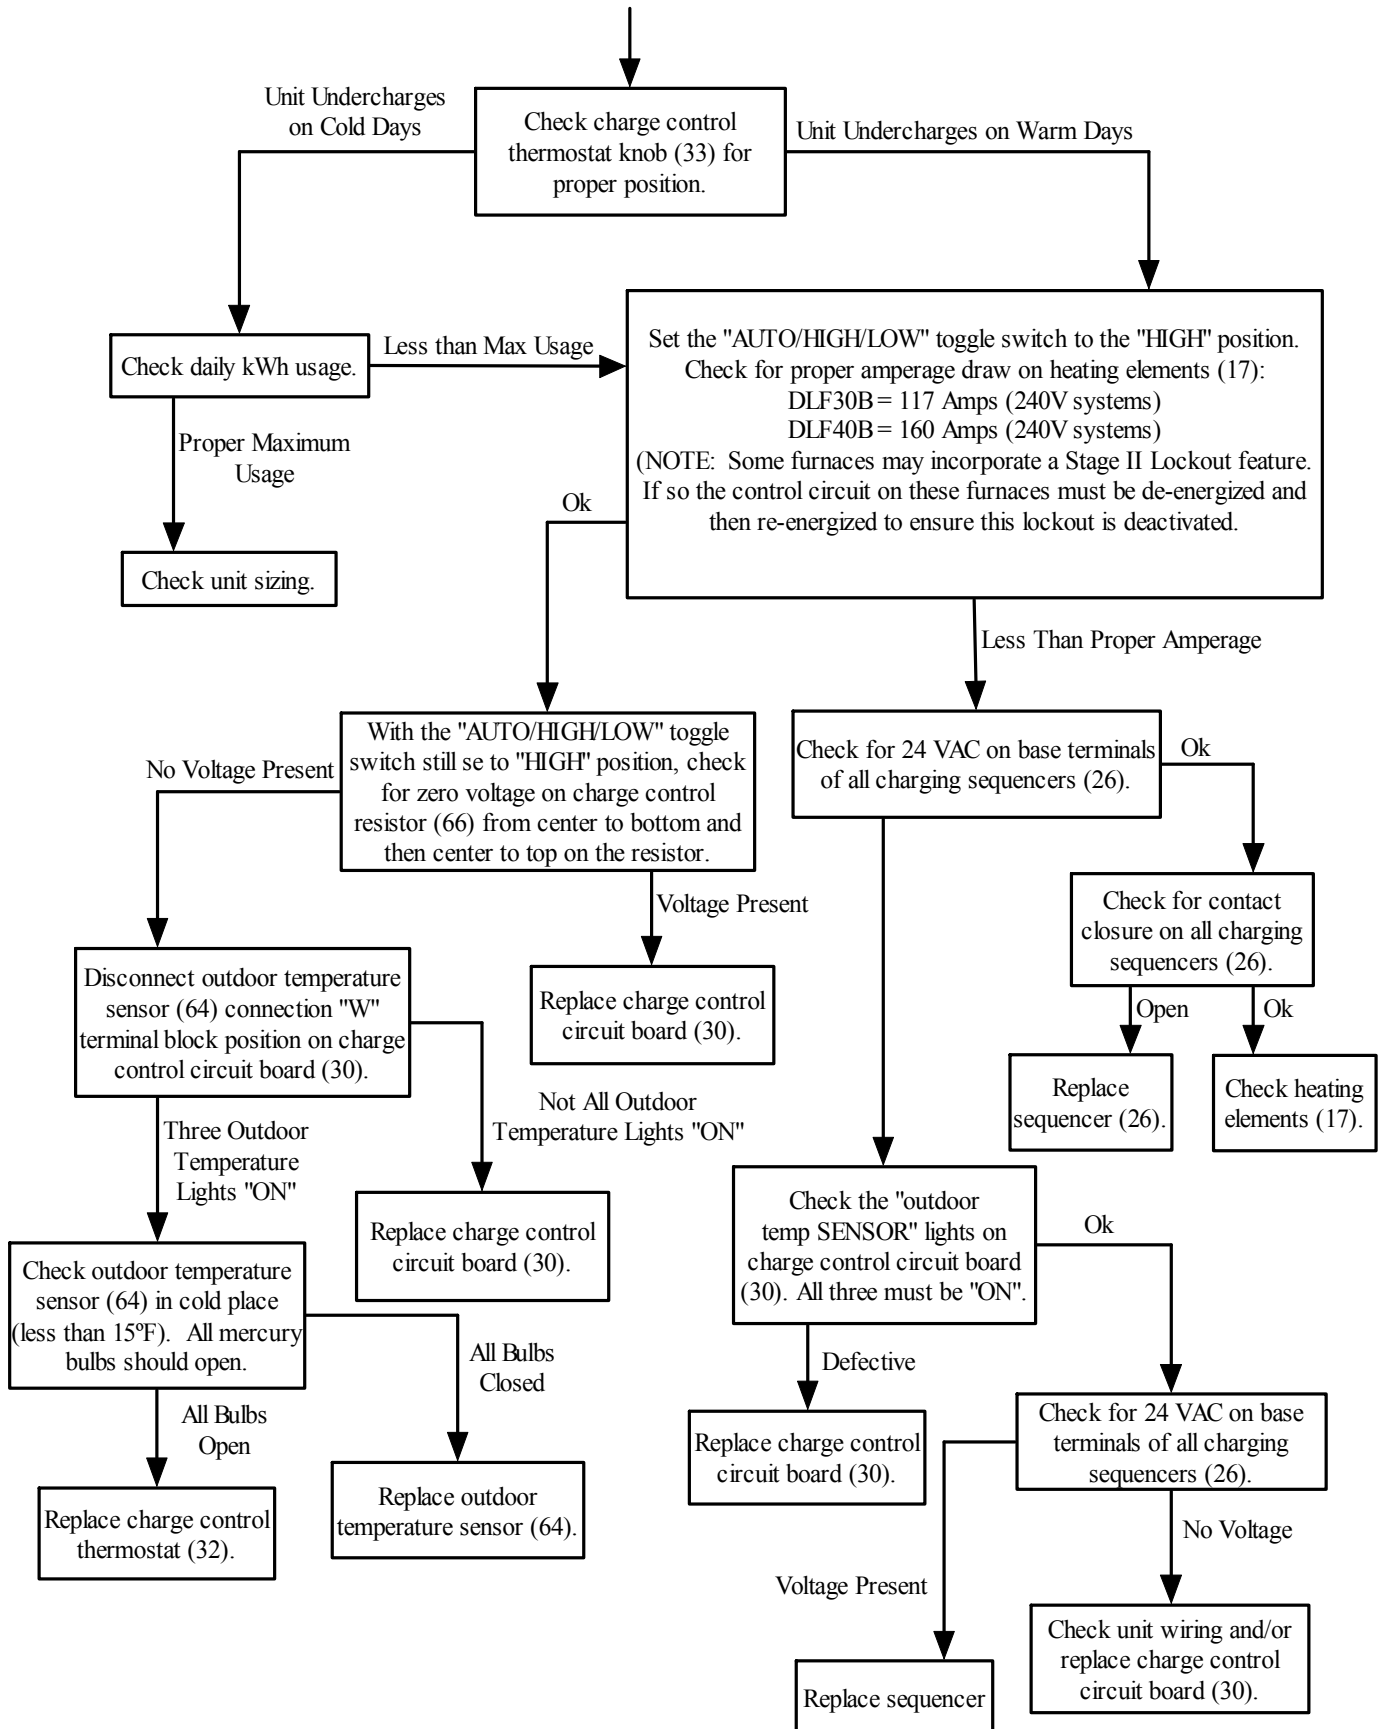 Unit Undercharges
on Cold Days
Check charge control
thermostat knob (33) for
proper position.
Unit Undercharges on Warm Days
Check daily kWh usage.
Less than Max Usage
Set the "AUTO/HIGH/LOW" toggle switch to the "HIGH" position.
Check for proper amperage draw on heating elements (17):
DLF30B = 117 Amps (240V systems)
DLF40B = 160 Amps (240V systems)
(NOTE: Some furnaces may incorporate a Stage II Lockout feature.
If so the control circuit on these furnaces must be de-energized and
then re-energized to ensure this lockout is deactivated.
Proper Maximum
Usage
Check unit sizing.
Ok
Less Than Proper Amperage
With the "AUTO/HIGH/LOW" toggle
switch still se to "HIGH" position, check
for zero voltage on charge control
resistor (66) from center to bottom and
then center to top on the resistor.
No Voltage Present
Voltage Present
Check for 24 VAC on base terminals
of all charging sequencers (26).
Ok
Check for contact
closure on all charging
sequencers (26).
Open
Ok
Replace
sequencer (26).
Check heating
elements (17).
Disconnect outdoor temperature
sensor (64) connection "W"
terminal block position on charge
control circuit board (30).
Replace charge control
circuit board (30).
Not All Outdoor
Temperature Lights "ON"
Three Outdoor
Temperature
Lights "ON"
Replace charge control
circuit board (30).
Check the "outdoor
temp SENSOR" lights on
charge control circuit board
(30). All three must be "ON".
Ok
Check outdoor temperature
sensor (64) in cold place
(less than 15ºF). All mercury
bulbs should open.
All Bulbs
Closed
All Bulbs
Open
Defective
Replace charge control
circuit board (30).
Check for 24 VAC on base
terminals of all charging
sequencers (26).
Replace charge control
thermostat (32).
Replace outdoor
temperature sensor (64).
No Voltage
Voltage Present
Check unit wiring and/or
replace charge control
circuit board (30).
Replace sequencer